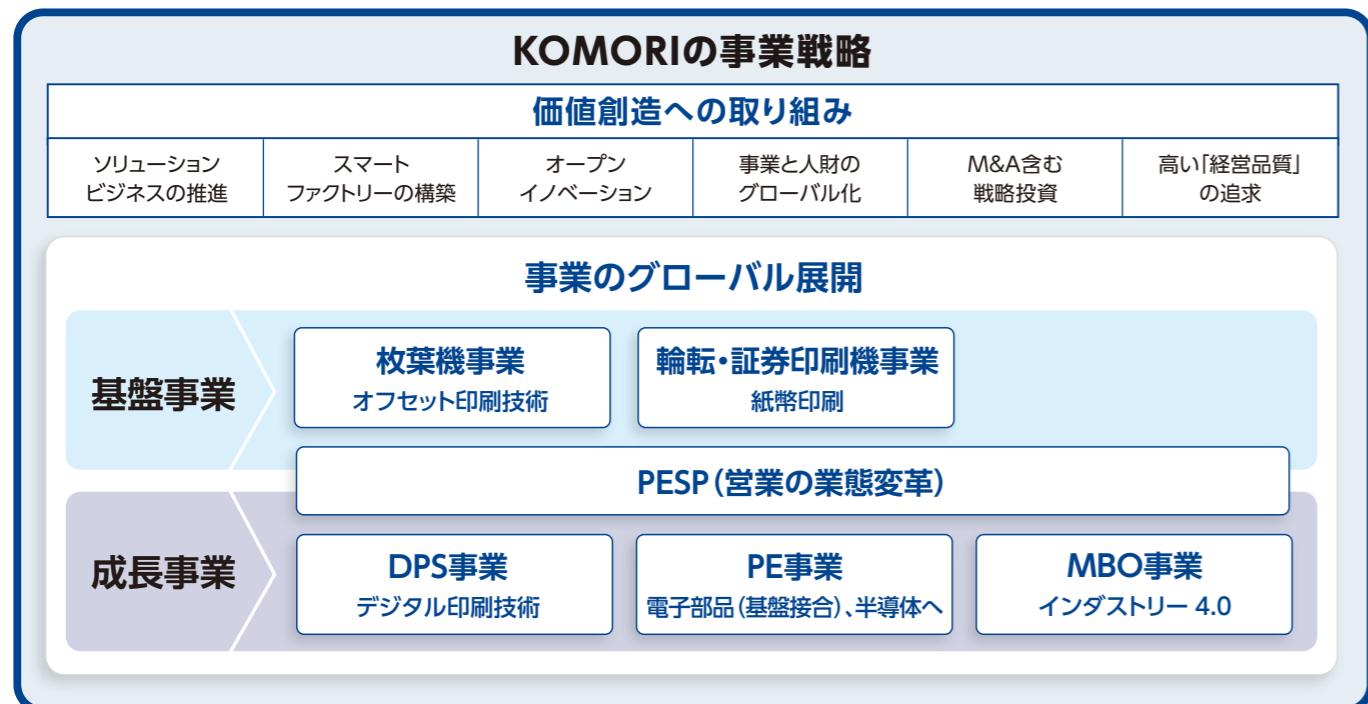 KOMORIの事業戦略
価値創造への取り組み
ソリューション
ビジネスの推進
スマート
ファクトリーの構築
オープン
イノベーション
事業と人財の
グローバル化
M&A含む
戦略投資
高い「経営品質」
の追求
事業のグローバル展開
基盤事業
枚葉機事業
オフセット印刷技術
輪転・証券印刷機事業
紙幣印刷
PESP(営業の業態変革)
成長事業
DPS事業
デジタル印刷技術
PE事業
電子部品(基盤接合)、半導体へ
MBO事業
インダストリー 4.0